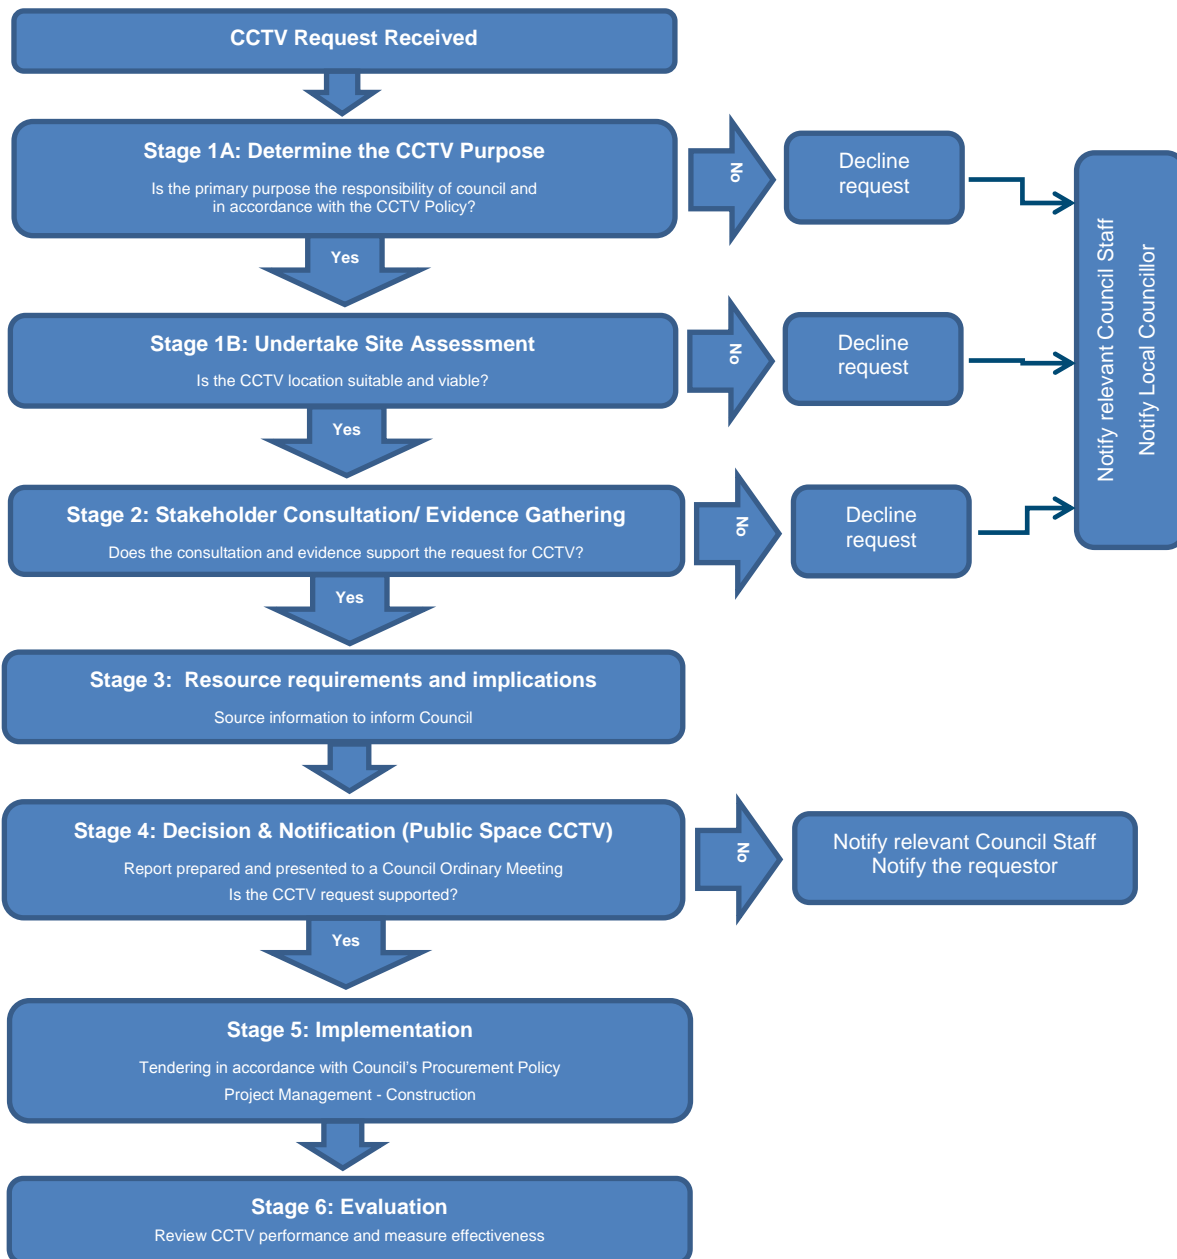 CCTV Request Received
Stage 1A: Determine the CCTV Purpose
Is the primary purpose the responsibility of council and
in accordance with the CCTV Policy?
No
Decline
request
Yes
Stage 1B: Undertake Site Assessment
Is the CCTV location suitable and viable?
No
Decline
request
Notify relevant Council Staff
Notify Local Councillor
Yes
Stage 2: Stakeholder Consultation/ Evidence Gathering
Does the consultation and evidence support the request for CCTV?
No
Decline
request
Yes
Stage 3:  Resource requirements and implications
Source information to inform Council
Stage 4: Decision & Notification (Public Space CCTV)
Report prepared and presented to a Council Ordinary Meeting
Is the CCTV request supported?
No
Notify relevant Council Staff
Notify the requestor
Yes
Stage 5: Implementation
Tendering in accordance with Council’s Procurement Policy
Project Management - Construction
Stage 6: Evaluation
Review CCTV performance and measure effectiveness